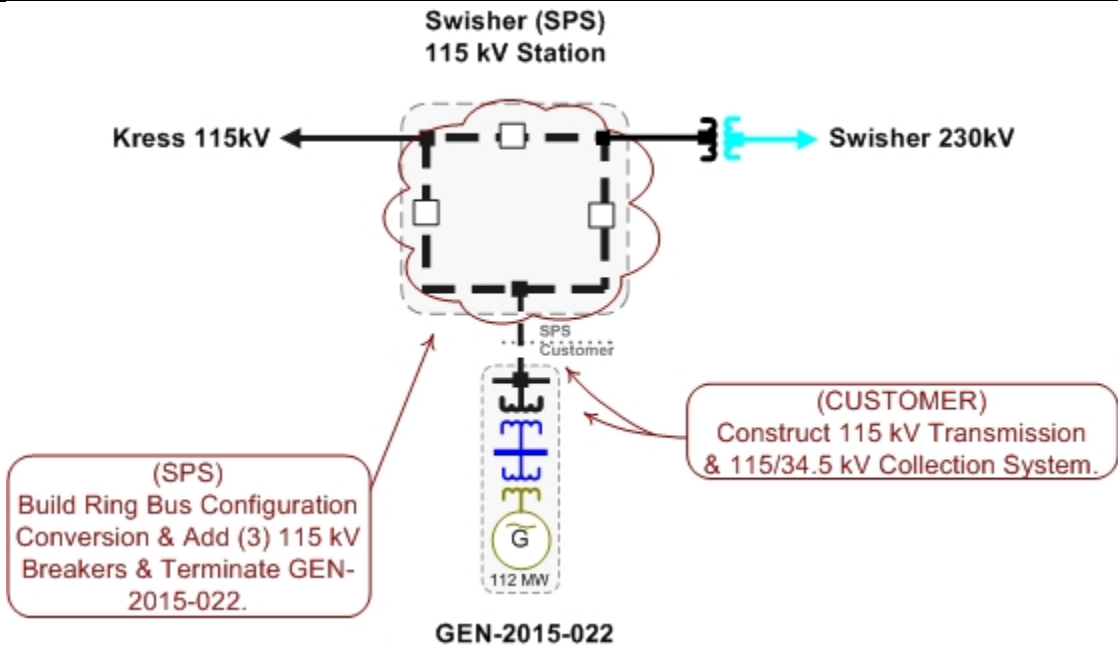 Swisher (SPS)
115 kV Station
Kress 115kV
Swisher 230kV
SPS
Customer
(CUSTOMER)
Construct 115 kV Transmission
& 115/34.5 kV Collection System.
(SPS)
Build Ring Bus Configuration
Conversion & Add (3) 115 kV
Breakers & Terminate GEN-
2015-022.
G
112 MW
GEN-2015-022